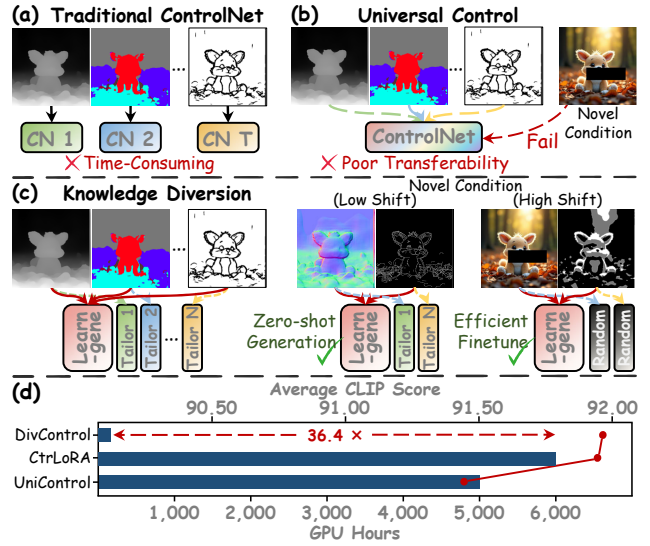 (a) Traditional ControlNet
...
CN 1
CN 2
CN T
✗ Time-Consuming
(b) Universal Control
...
ControlNet
Novel
Condition
Fail
✗ Poor Transferability
(c) Knowledge Diversion
...
Learn
-gene
Tailor 1
Tailor 2
...
Tailor N
Novel Condition
(Low Shift)
(High Shift)
Zero-shot
Generation
Learn
-gene
Tailor 1
Tailor N
Efficient
Finetune
Learn
-gene
Random
Random
(d)
Average CLIP Score
90.50 91.00 91.50 92.00
DivControl
36.4 ×
CtrLoRA
UniControl
1,000 2,000 3,000 4,000 5,000 6,000
GPU Hours